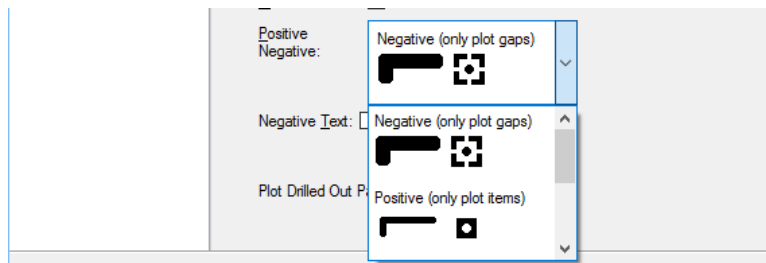 Positive
Negative:
Negative (only plot gaps)
Negative Text:
Negative (only plot gaps)
Plot Drilled Out
Positive (only plot items)